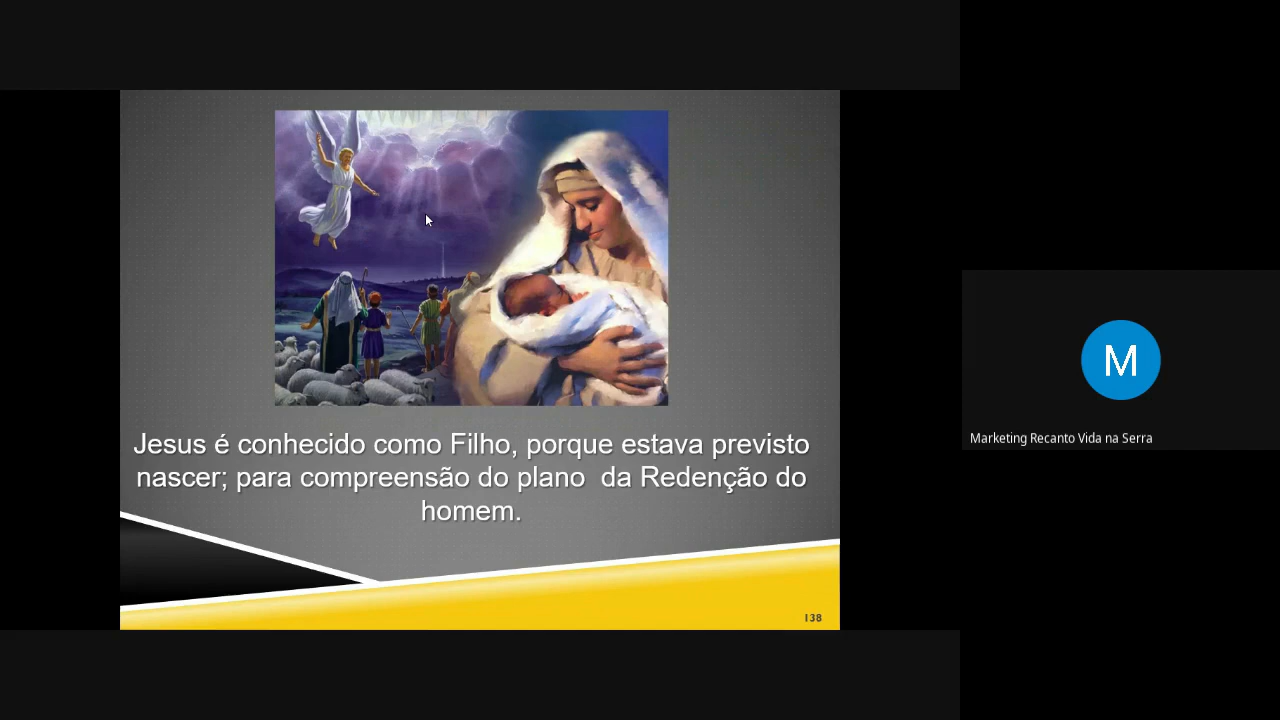 Jesus é conhecido como Filho, porque estava previsto
nascer; para compreensão do plano  da Redenção do
homem.
138
M
Marketing Recanto Vida na Serra